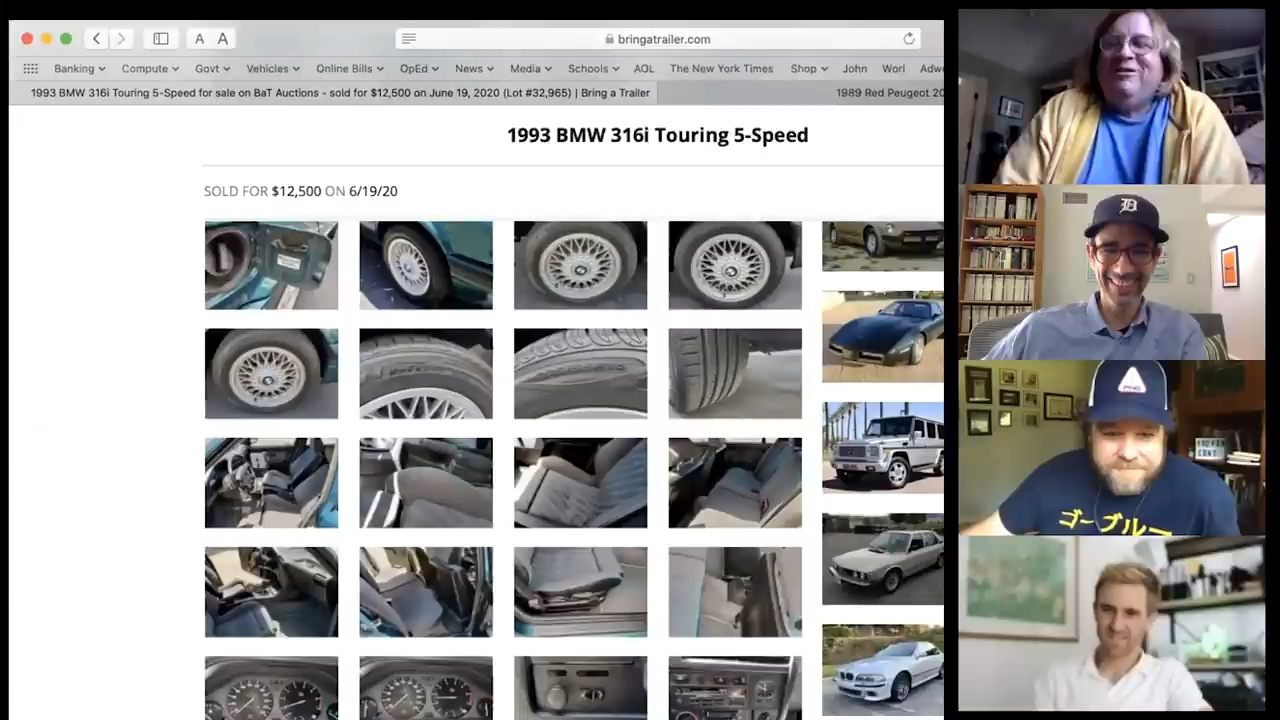 A A
bringatrailer.com
Banking Compute Govt Vehicles Online Bills OpEd News Media Schools AOL The New York Times Shop John Worl Adwe
1993 BMW 316i Touring 5-Speed for sale on BaT Auctions - sold for $12,500 on June 19, 2020 (Lot #32,965) | Bring a Trailer
1989 Red Peugeot 20
1993 BMW 316i Touring 5-Speed
SOLD FOR $12,500 ON 6/19/20
D
ゴーブルー